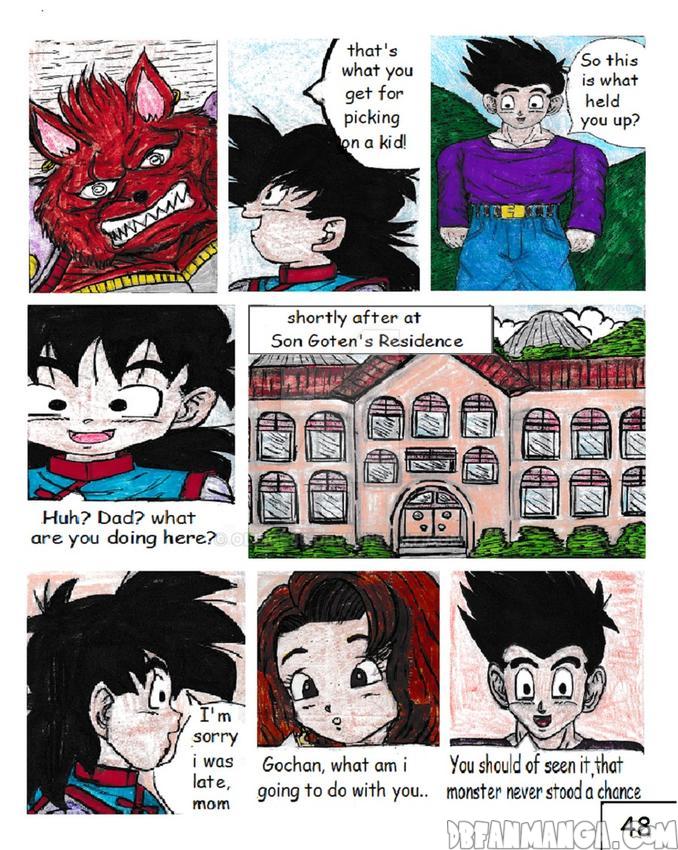 that's
what you
get for
picking
on a kid!
So this
is what
held
you up?
Huh? Dad? what
are you doing here?
shortly after at
Son Goten's Residence
I'm
sorry
i was
late,
mom
Gochan, what am i
going to do with you..
You should of seen it,that
monster never stood a chance
48
DBFANMANGA.COM